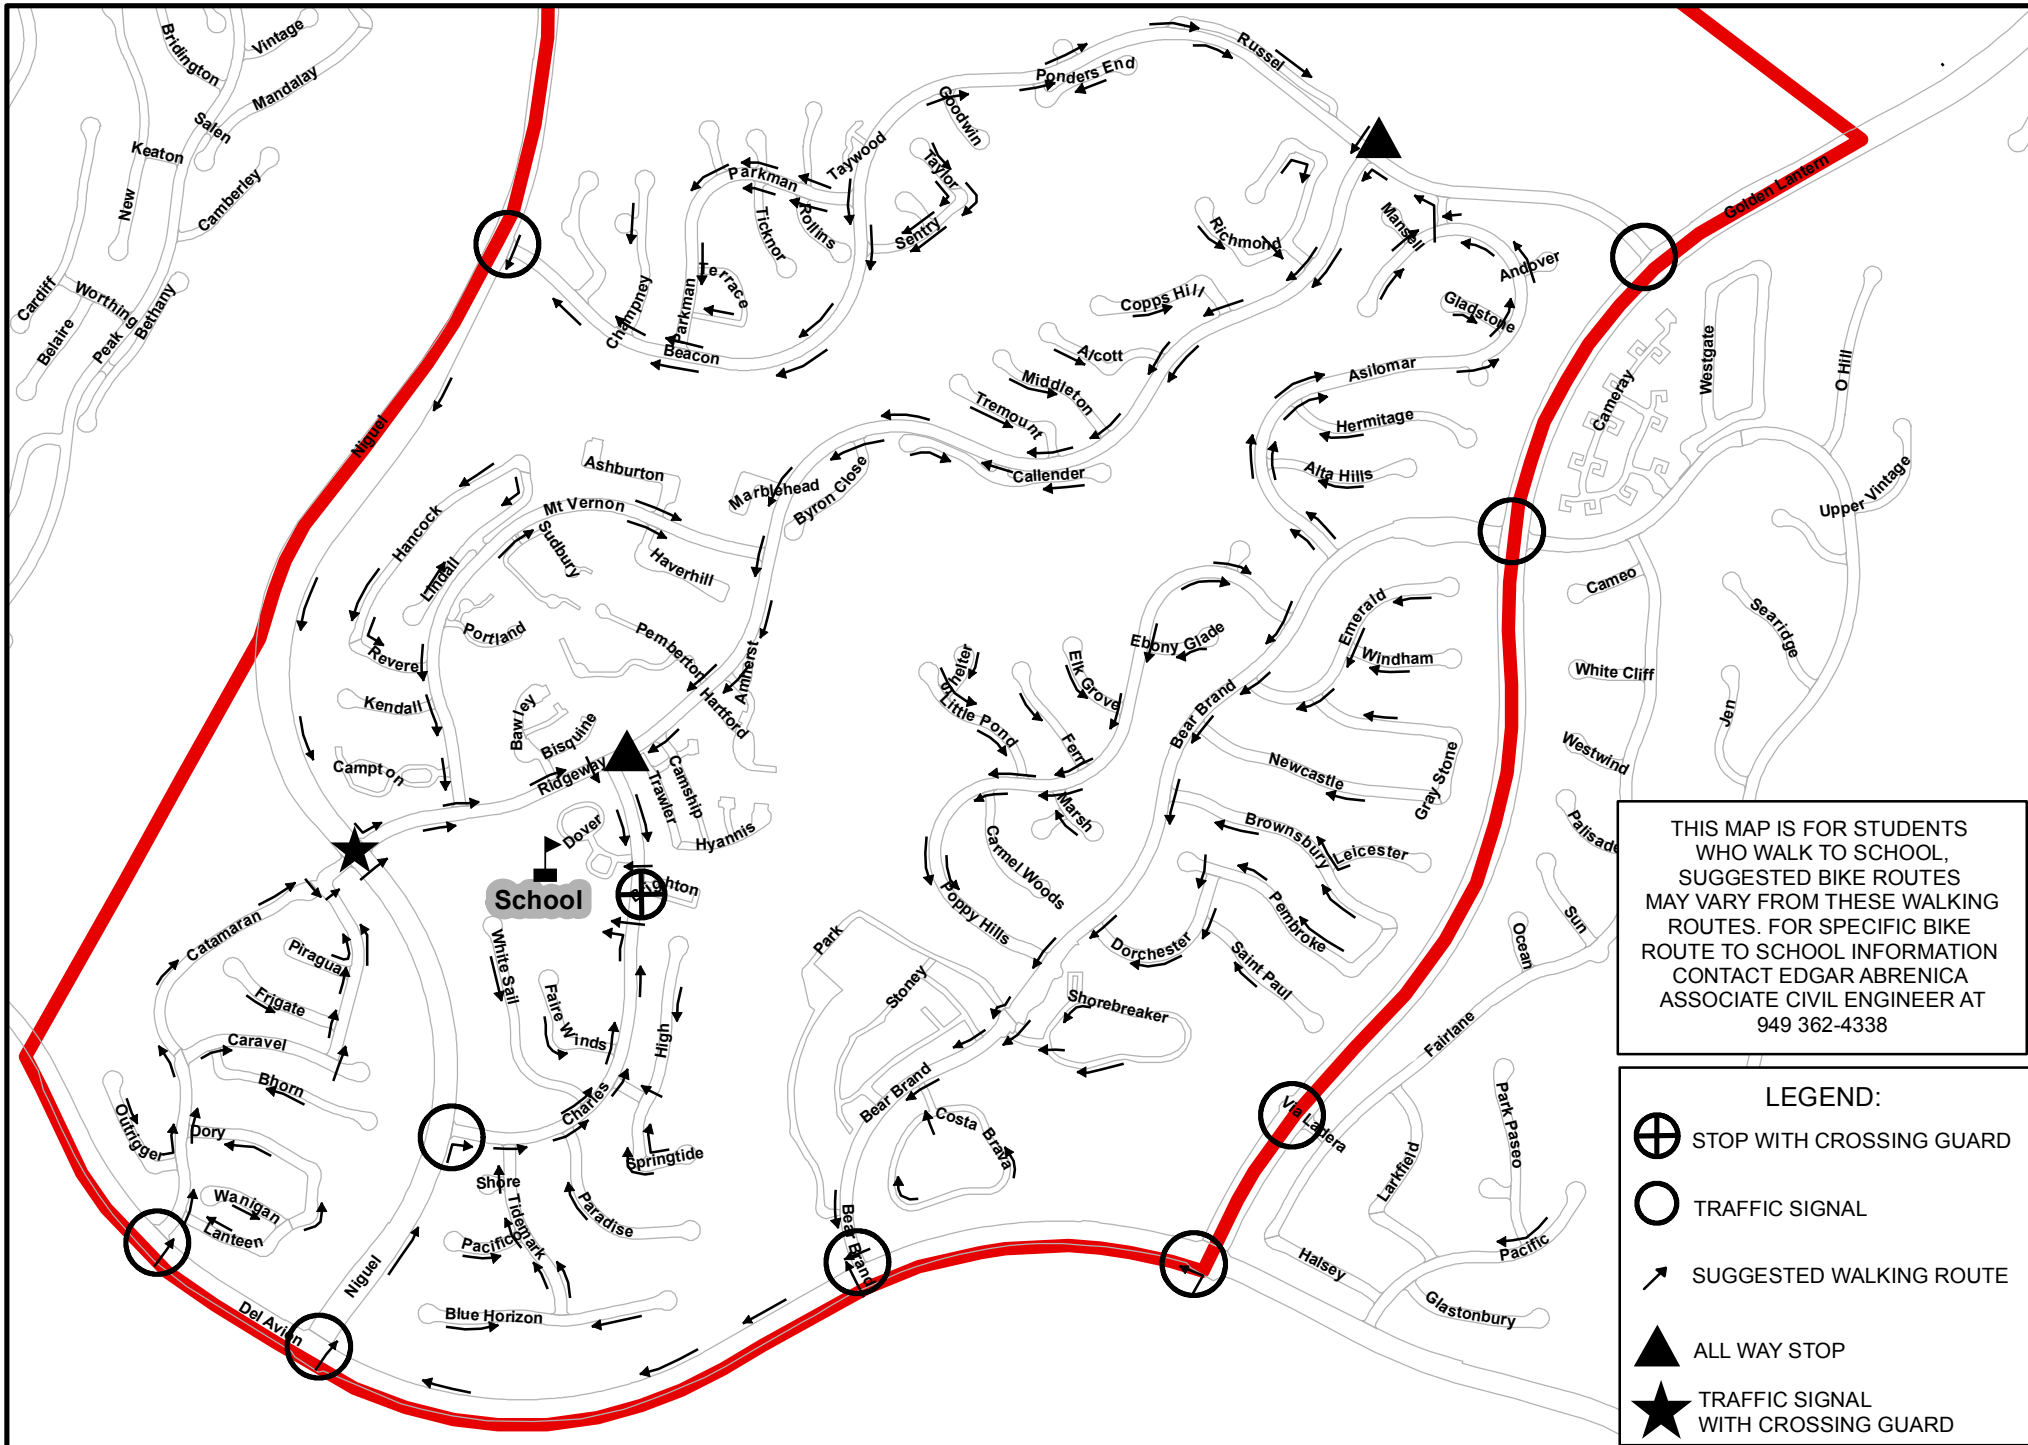 Bridington
Vintage
Mandalay
Salen
Keaton
New
Camberley
Cardiff
Worthing
Belaire
Peak
Bethany
Niguel
Russel
Ponders End
Goodwin
Taywood
Taylor
Parkman
Ticknor
Rollins
Sentry
Terrace
Champney
Parkman
Beacon
Richmond
Mansell
Andover
Gladstone
Copps Hill
Alcott
Middleton
Tremount
Callender
Asilomar
Hermitage
Alta Hills
Golden Lantern
Westgate
O Hill
Cameray
Upper Vintage
Ashburton
Marblehead
Byron Close
Mt Vernon
Hancock
Sudbury
Lindall
Haverhill
Portland
Revere
Kendall
Pemberton
Amherst
Hartford
Bawley
Bisquine
Campton
Ridgeway
Trawler
Camship
Hyannis
Dover
School
Brighton
Ebony Glade
Elk Grove
Shelter
Little Pond
Fern
Marsh
Carmel Woods
Poppy Hills
Bear Brand
Emerald
Windham
Newcastle
Gray Stone
Brownsbury
Leicester
Pembroke
Dorchester
Saint Paul
Cameo
Searidge
White Cliff
Jen
Westwind
Palisade
Sun
Ocean
Fairlane
Park Paseo
Via Ladera
Larkfield
Halsey
Pacific
Glastonbury
Park
Stoney
Shorebreaker
Bear Brand
Costa Brava
Bear Brand
Catamaran
Piragua
Frigate
Caravel
Bhorn
Outrigger
Dory
Wanigan
Lanteen
Del Avion
Niguel
White Sail
Faire Winds
High
Charles
Springtide
Shore
Tidemark
Paradise
Pacifico
Blue Horizon
THIS MAP IS FOR STUDENTS
WHO WALK TO SCHOOL,
SUGGESTED BIKE ROUTES
MAY VARY FROM THESE WALKING
ROUTES. FOR SPECIFIC BIKE
ROUTE TO SCHOOL INFORMATION
CONTACT EDGAR ABRENICA
ASSOCIATE CIVIL ENGINEER AT
949 362-4338
LEGEND:
STOP WITH CROSSING GUARD
TRAFFIC SIGNAL
SUGGESTED WALKING ROUTE
ALL WAY STOP
TRAFFIC SIGNAL
WITH CROSSING GUARD